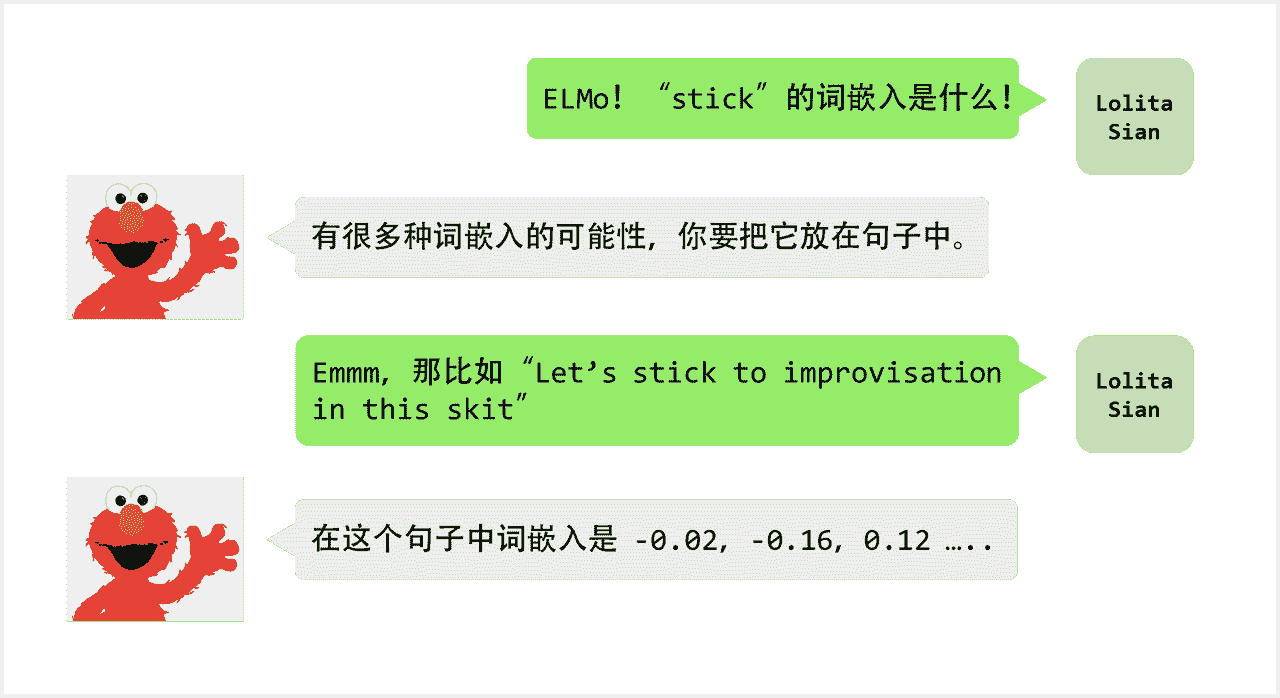 ELMo! “stick”的词嵌入是什么!
Lolita
Sian
有很多种词嵌入的可能性, 你要把它放在句子中。
Emmm, 那比如“Let’s stick to improvisation
in this skit”
Lolita
Sian
在这个句子中词嵌入是 -0.02, -0.16, 0.12 …..